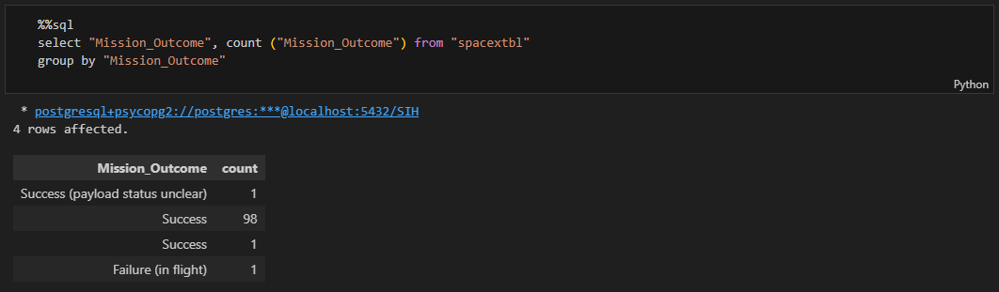 %%sql
select "Mission_Outcome", count ("Mission_Outcome") from "spacextbl"
group by "Mission_Outcome"
Python
* postgresql+psycopg2://postgres:***@localhost:5432/SIH
4 rows affected.
Mission_Outcome count
Success (payload status unclear) 1
Success 98
Success 1
Failure (in flight) 1